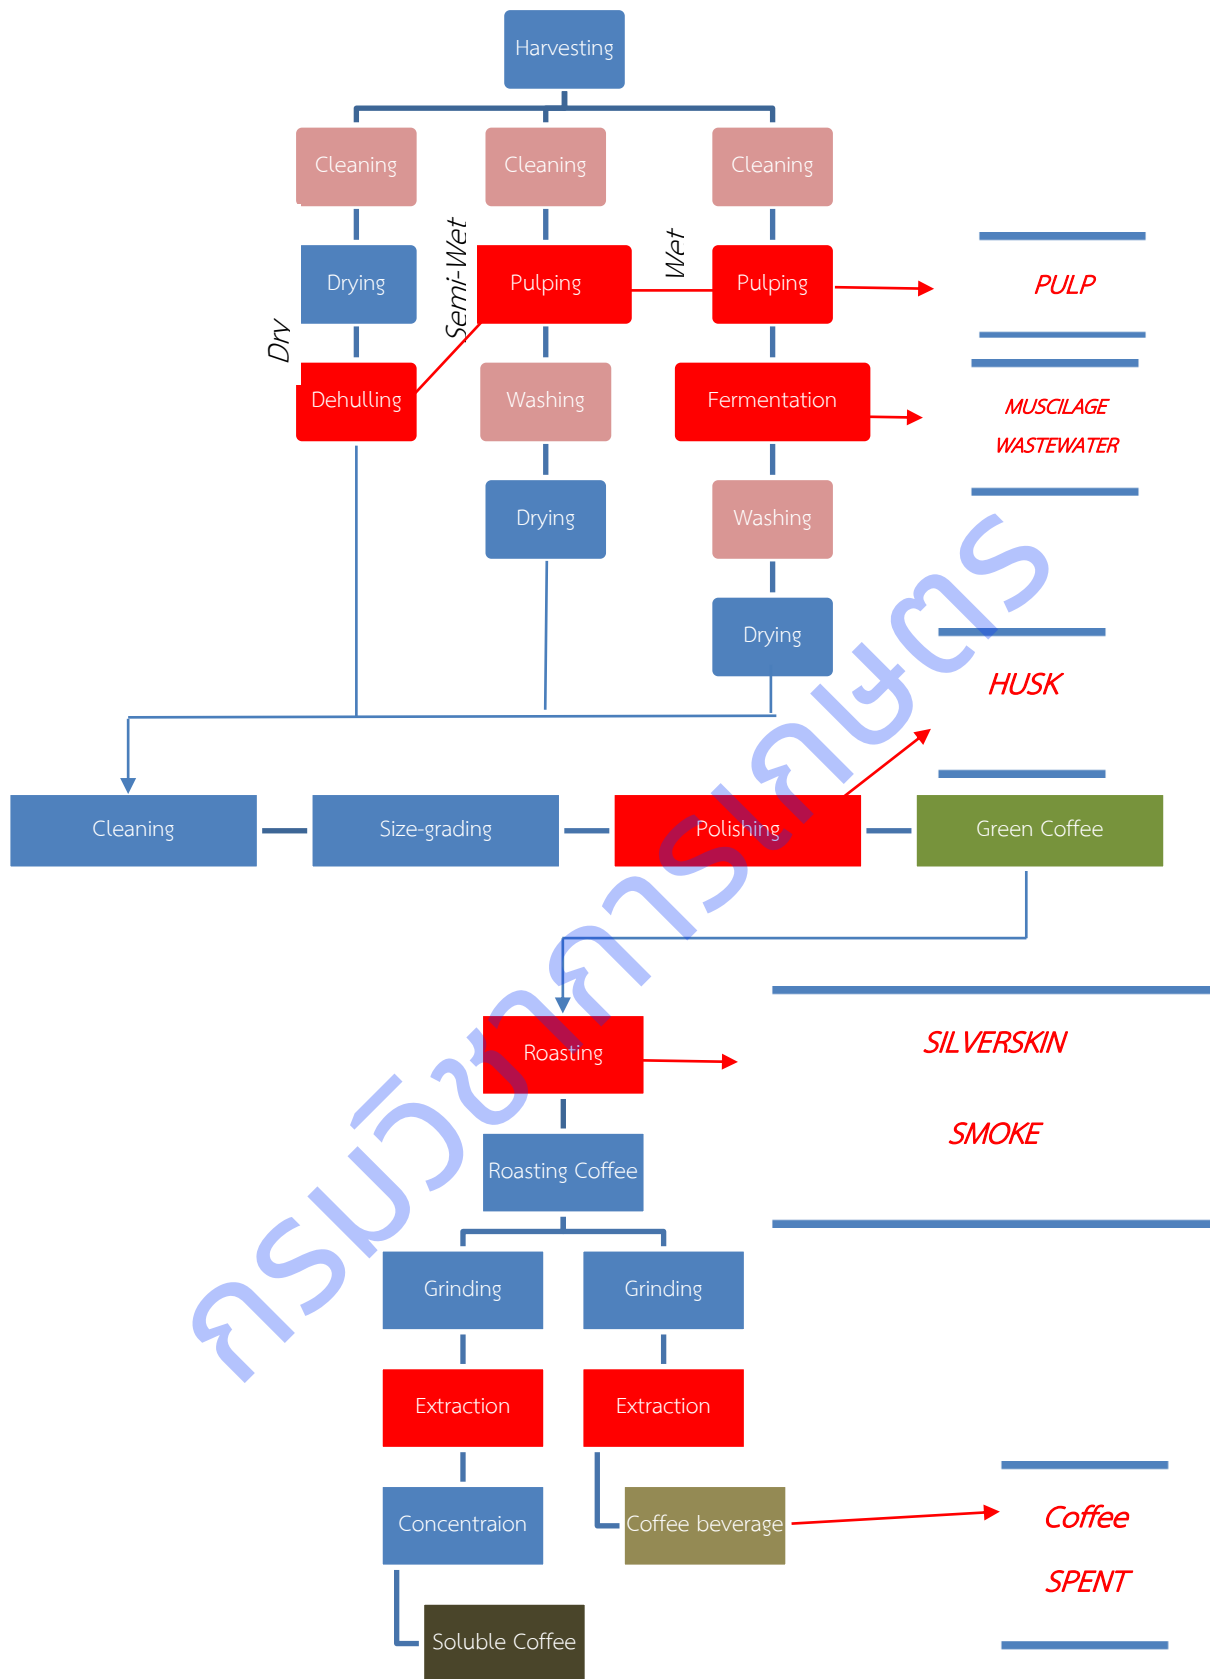 Harvesting
Cleaning
Cleaning
Cleaning
Dry
Semi-Wet
Wet
Drying
Pulping
Pulping
PULP
Dehulling
Washing
Fermentation
MUSCILAGE
WASTEWATER
Drying
Washing
Drying
HUSK
Cleaning
Size-grading
Polishing
Green Coffee
Roasting
SILVERSKIN
SMOKE
Roasting Coffee
Grinding
Grinding
Extraction
Extraction
Concentraion
Coffee beverage
Coffee
SPENT
Soluble Coffee
กรมวิชาการเกษตร